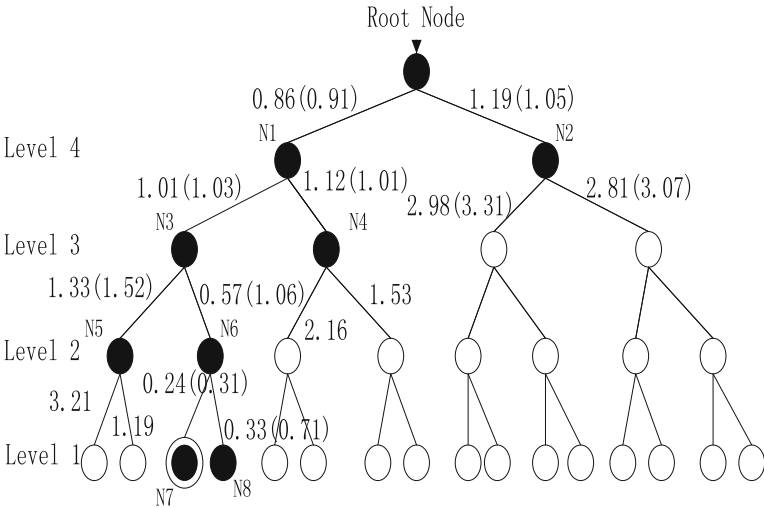 Root Node
0.86(0.91)
1.19(1.05)
N1
N2
Level 4
1.01(1.03)
1.12(1.01)
2.98(3.31)
2.81(3.07)
N3
N4
Level 3
1.33(1.52)
0.57(1.06)
1.53
N5
N6
2.16
Level 2
0.24(0.31)
3.21
1.19
0.33(0.71)
Level 1
N7
N8